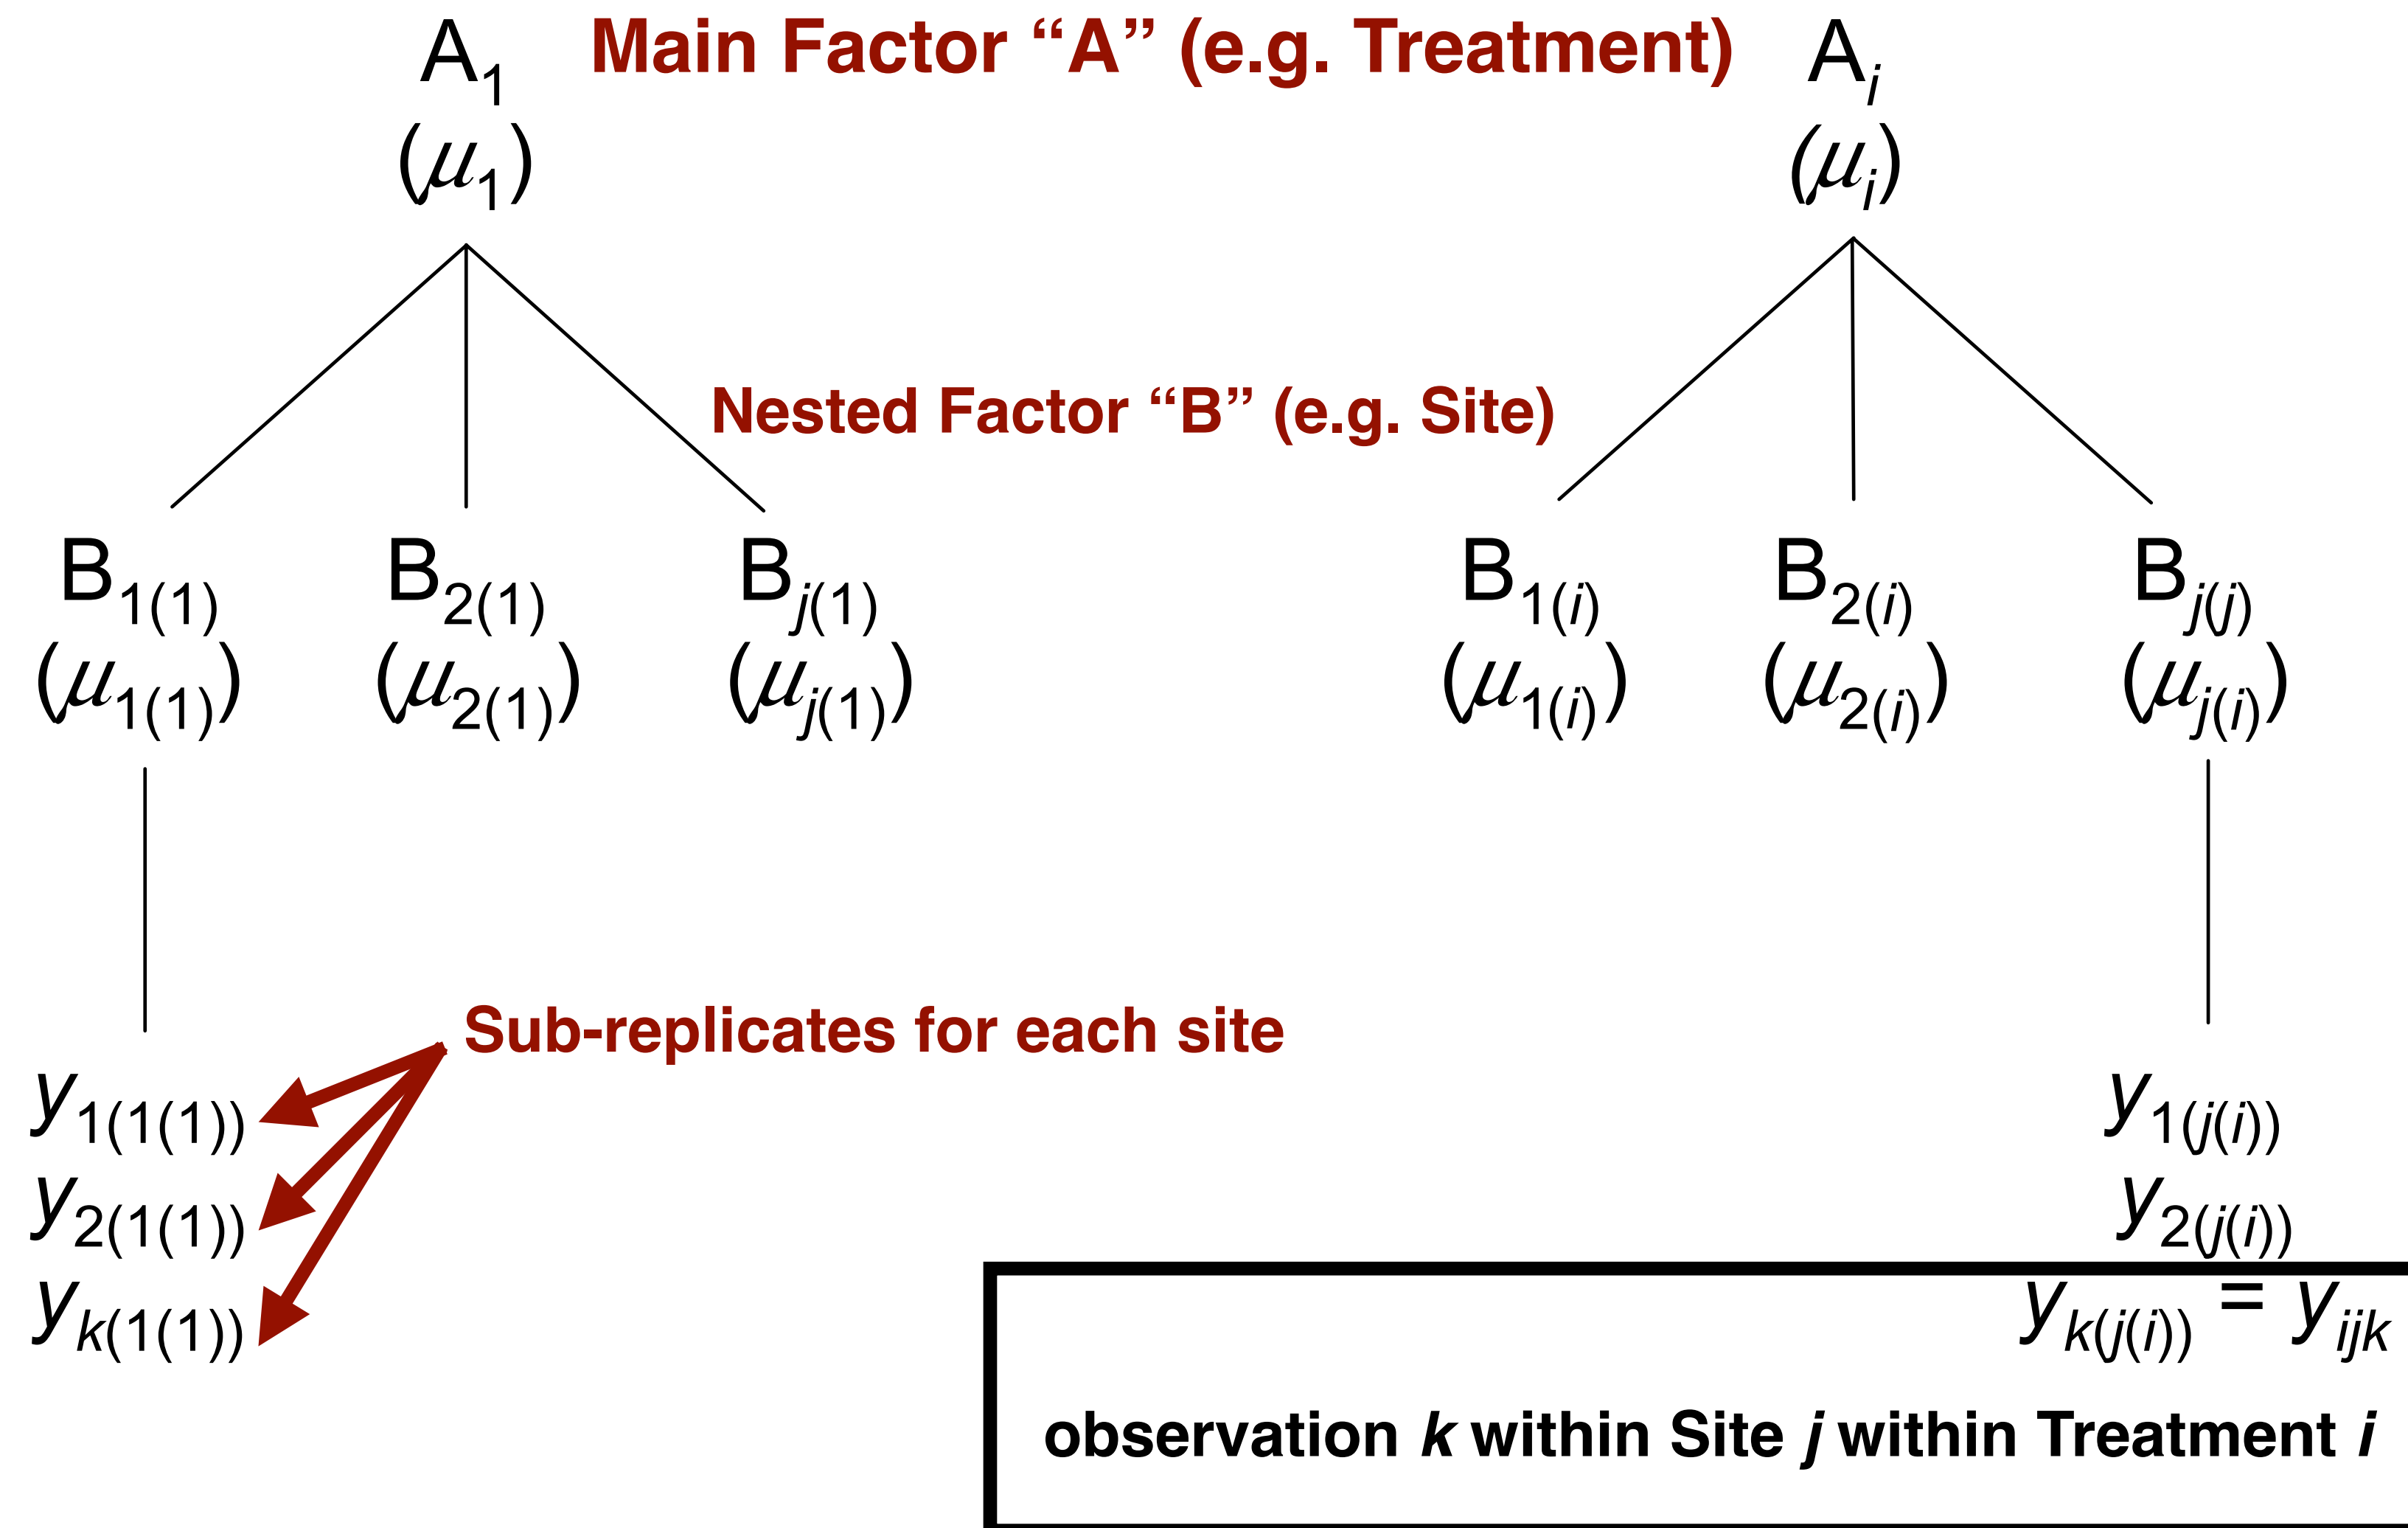 A₁ Main Factor “A” (e.g. Treatment) Aᵢ
(μ₁) (μᵢ)
Nested Factor “B” (e.g. Site)
B₁₍₁₎ B₂₍₁₎ Bⱼ₍₁₎ B₁₍ᵢ₎ B₂₍ᵢ₎ Bⱼ₍ⱼ₎
(μ₁₍₁₎) (μ₂₍₁₎) (μⱼ₍₁₎) (μ₁₍ᵢ₎) (μ₂₍ᵢ₎) (μⱼ₍ᵢ₎)
Sub-replicates for each site
y₁₍₁₍₁₎₎ y₁₍ⱼ₍ᵢ₎₎
y₂₍₁₍₁₎₎ y₂₍ⱼ₍ᵢ₎₎
yₖ₍₁₍₁₎₎ yₖ₍ⱼ₍ᵢ₎₎ = yᵢⱼₖ
observation k within Site j within Treatment i